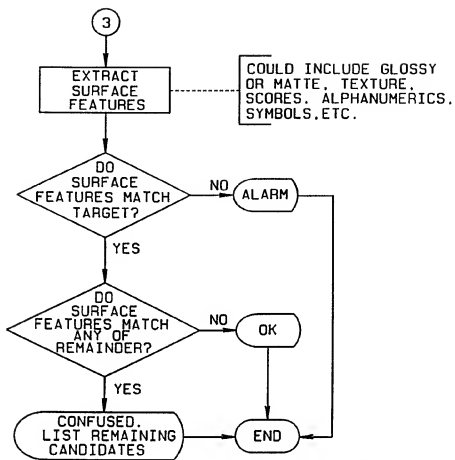 3
EXTRACT
SURFACE
FEATURES
COULD INCLUDE GLOSSY
OR MATTE, TEXTURE,
SCORES, ALPHANUMERICS,
SYMBOLS,ETC.
DO
SURFACE
FEATURES MATCH
TARGET?
NO
ALARM
YES
DO
SURFACE
FEATURES MATCH
ANY OF
REMAINDER?
NO
OK
YES
CONFUSED.
LIST REMAINING
CANDIDATES
END